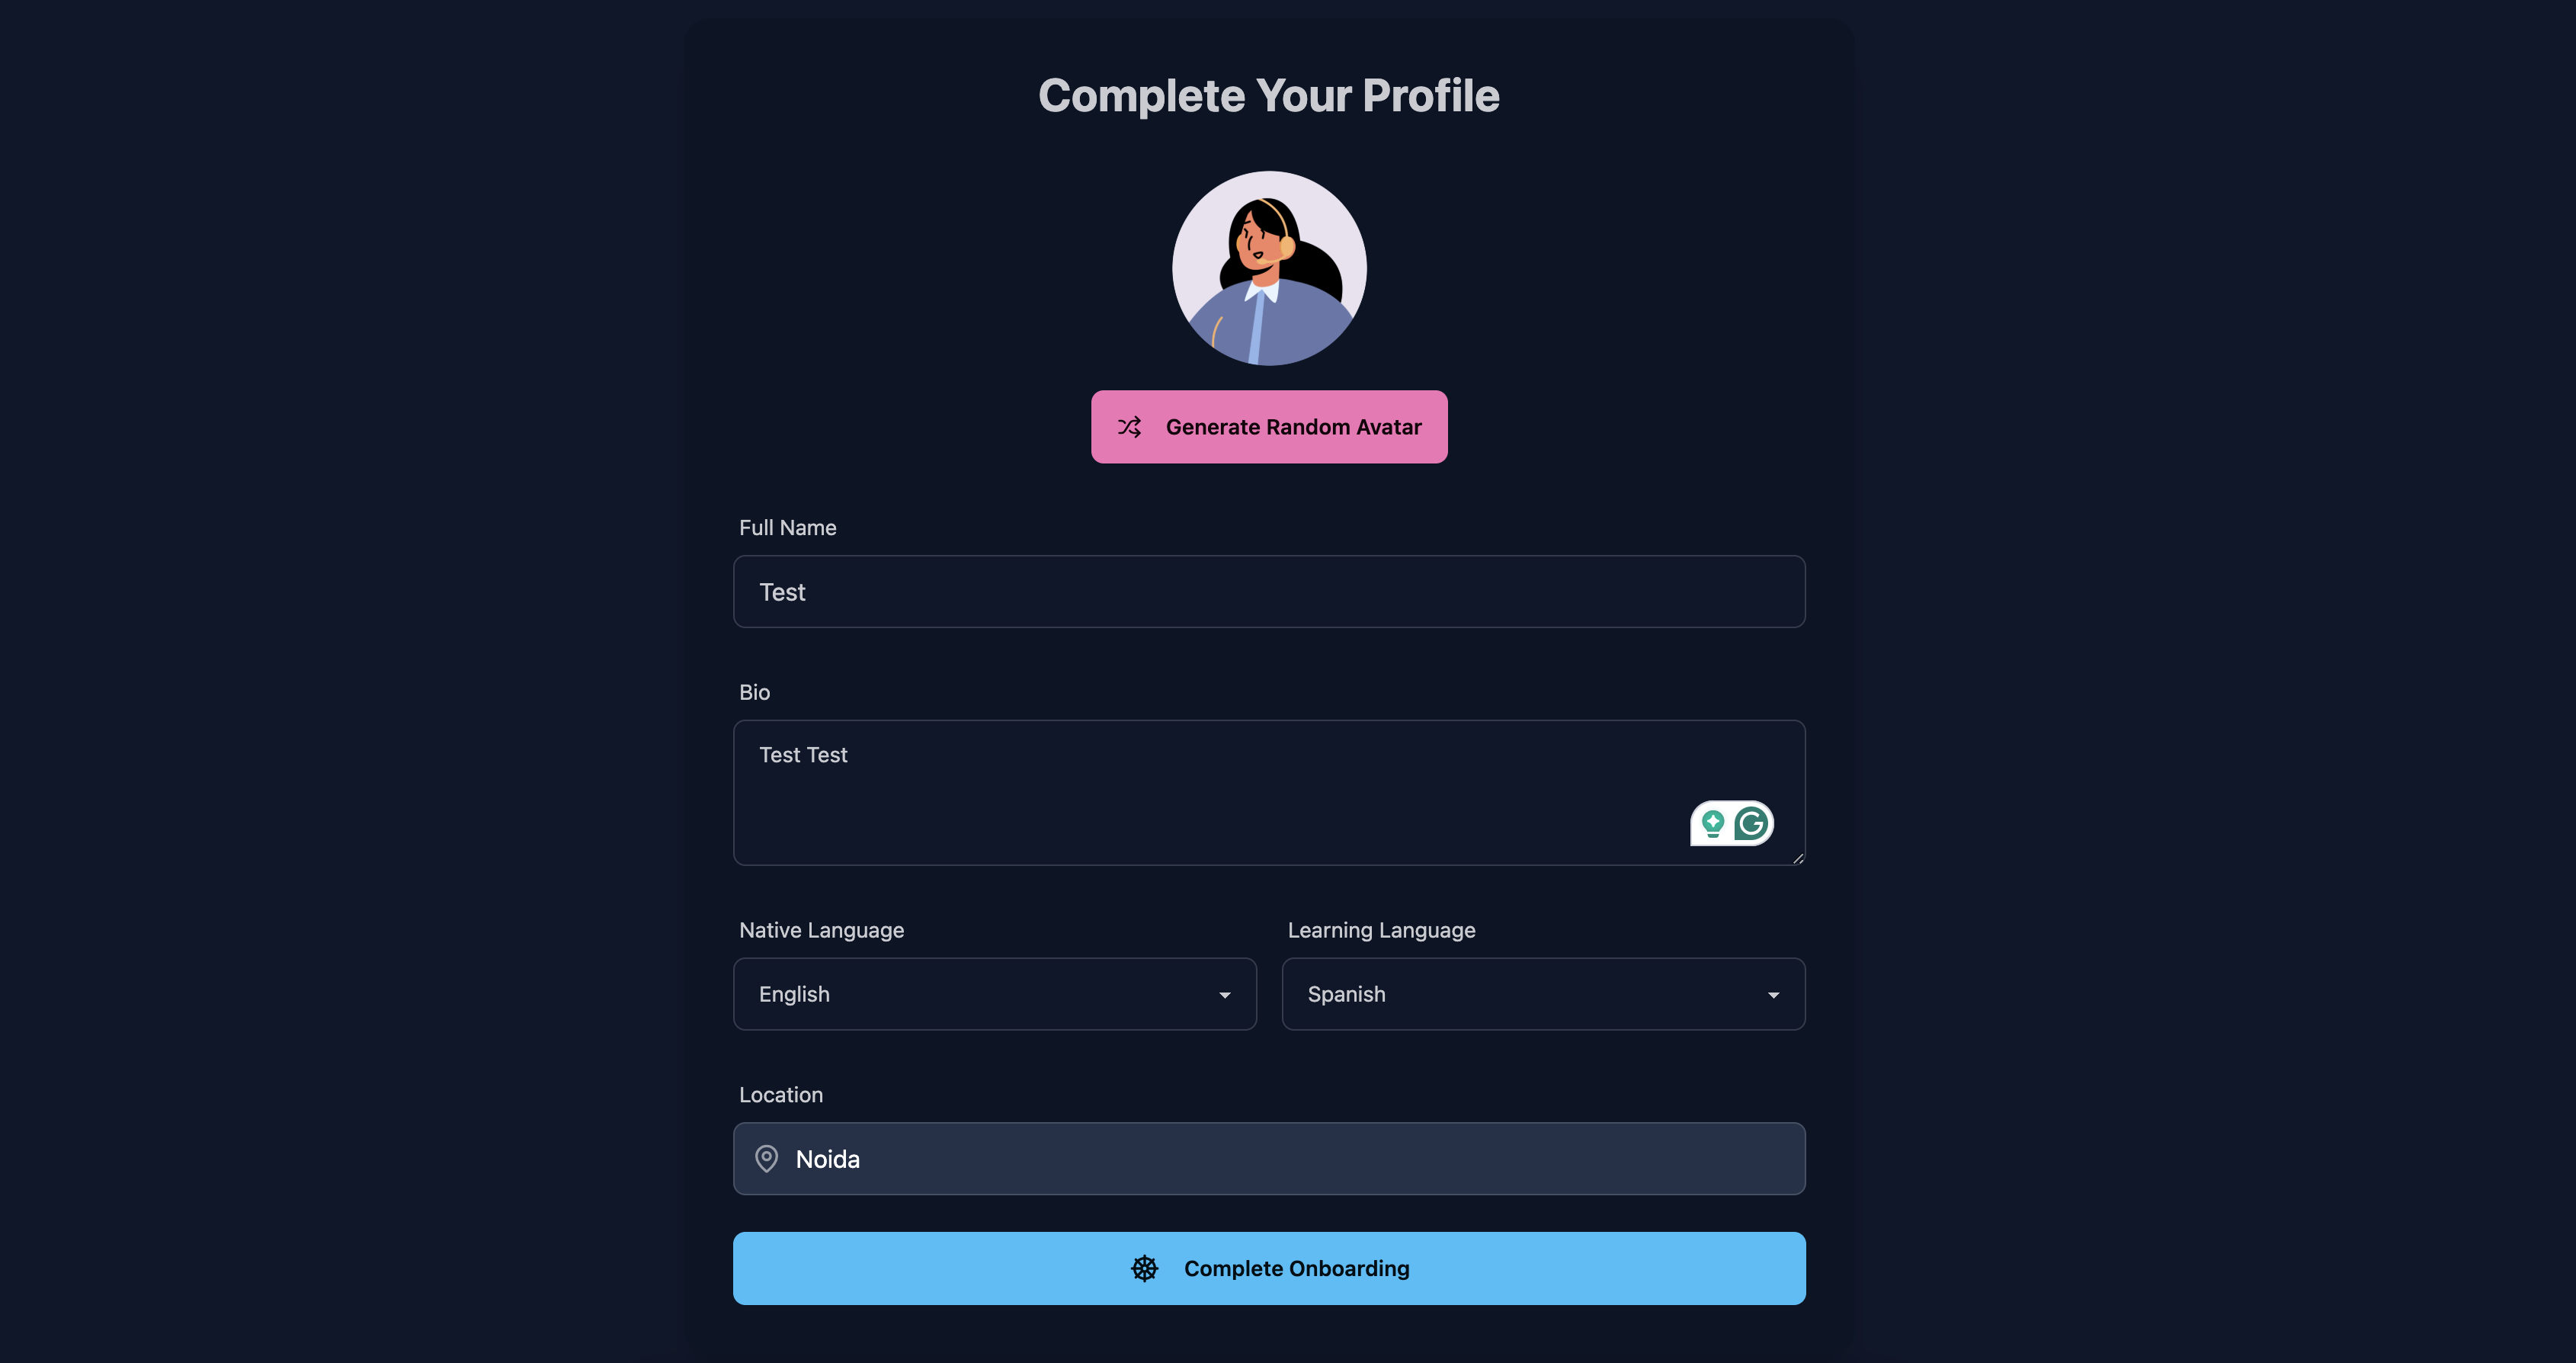 Complete Your Profile
Generate Random Avatar
Full Name
Test
Bio
Test Test
Native Language
Learning Language
English
Spanish
Location
Noida
Complete Onboarding